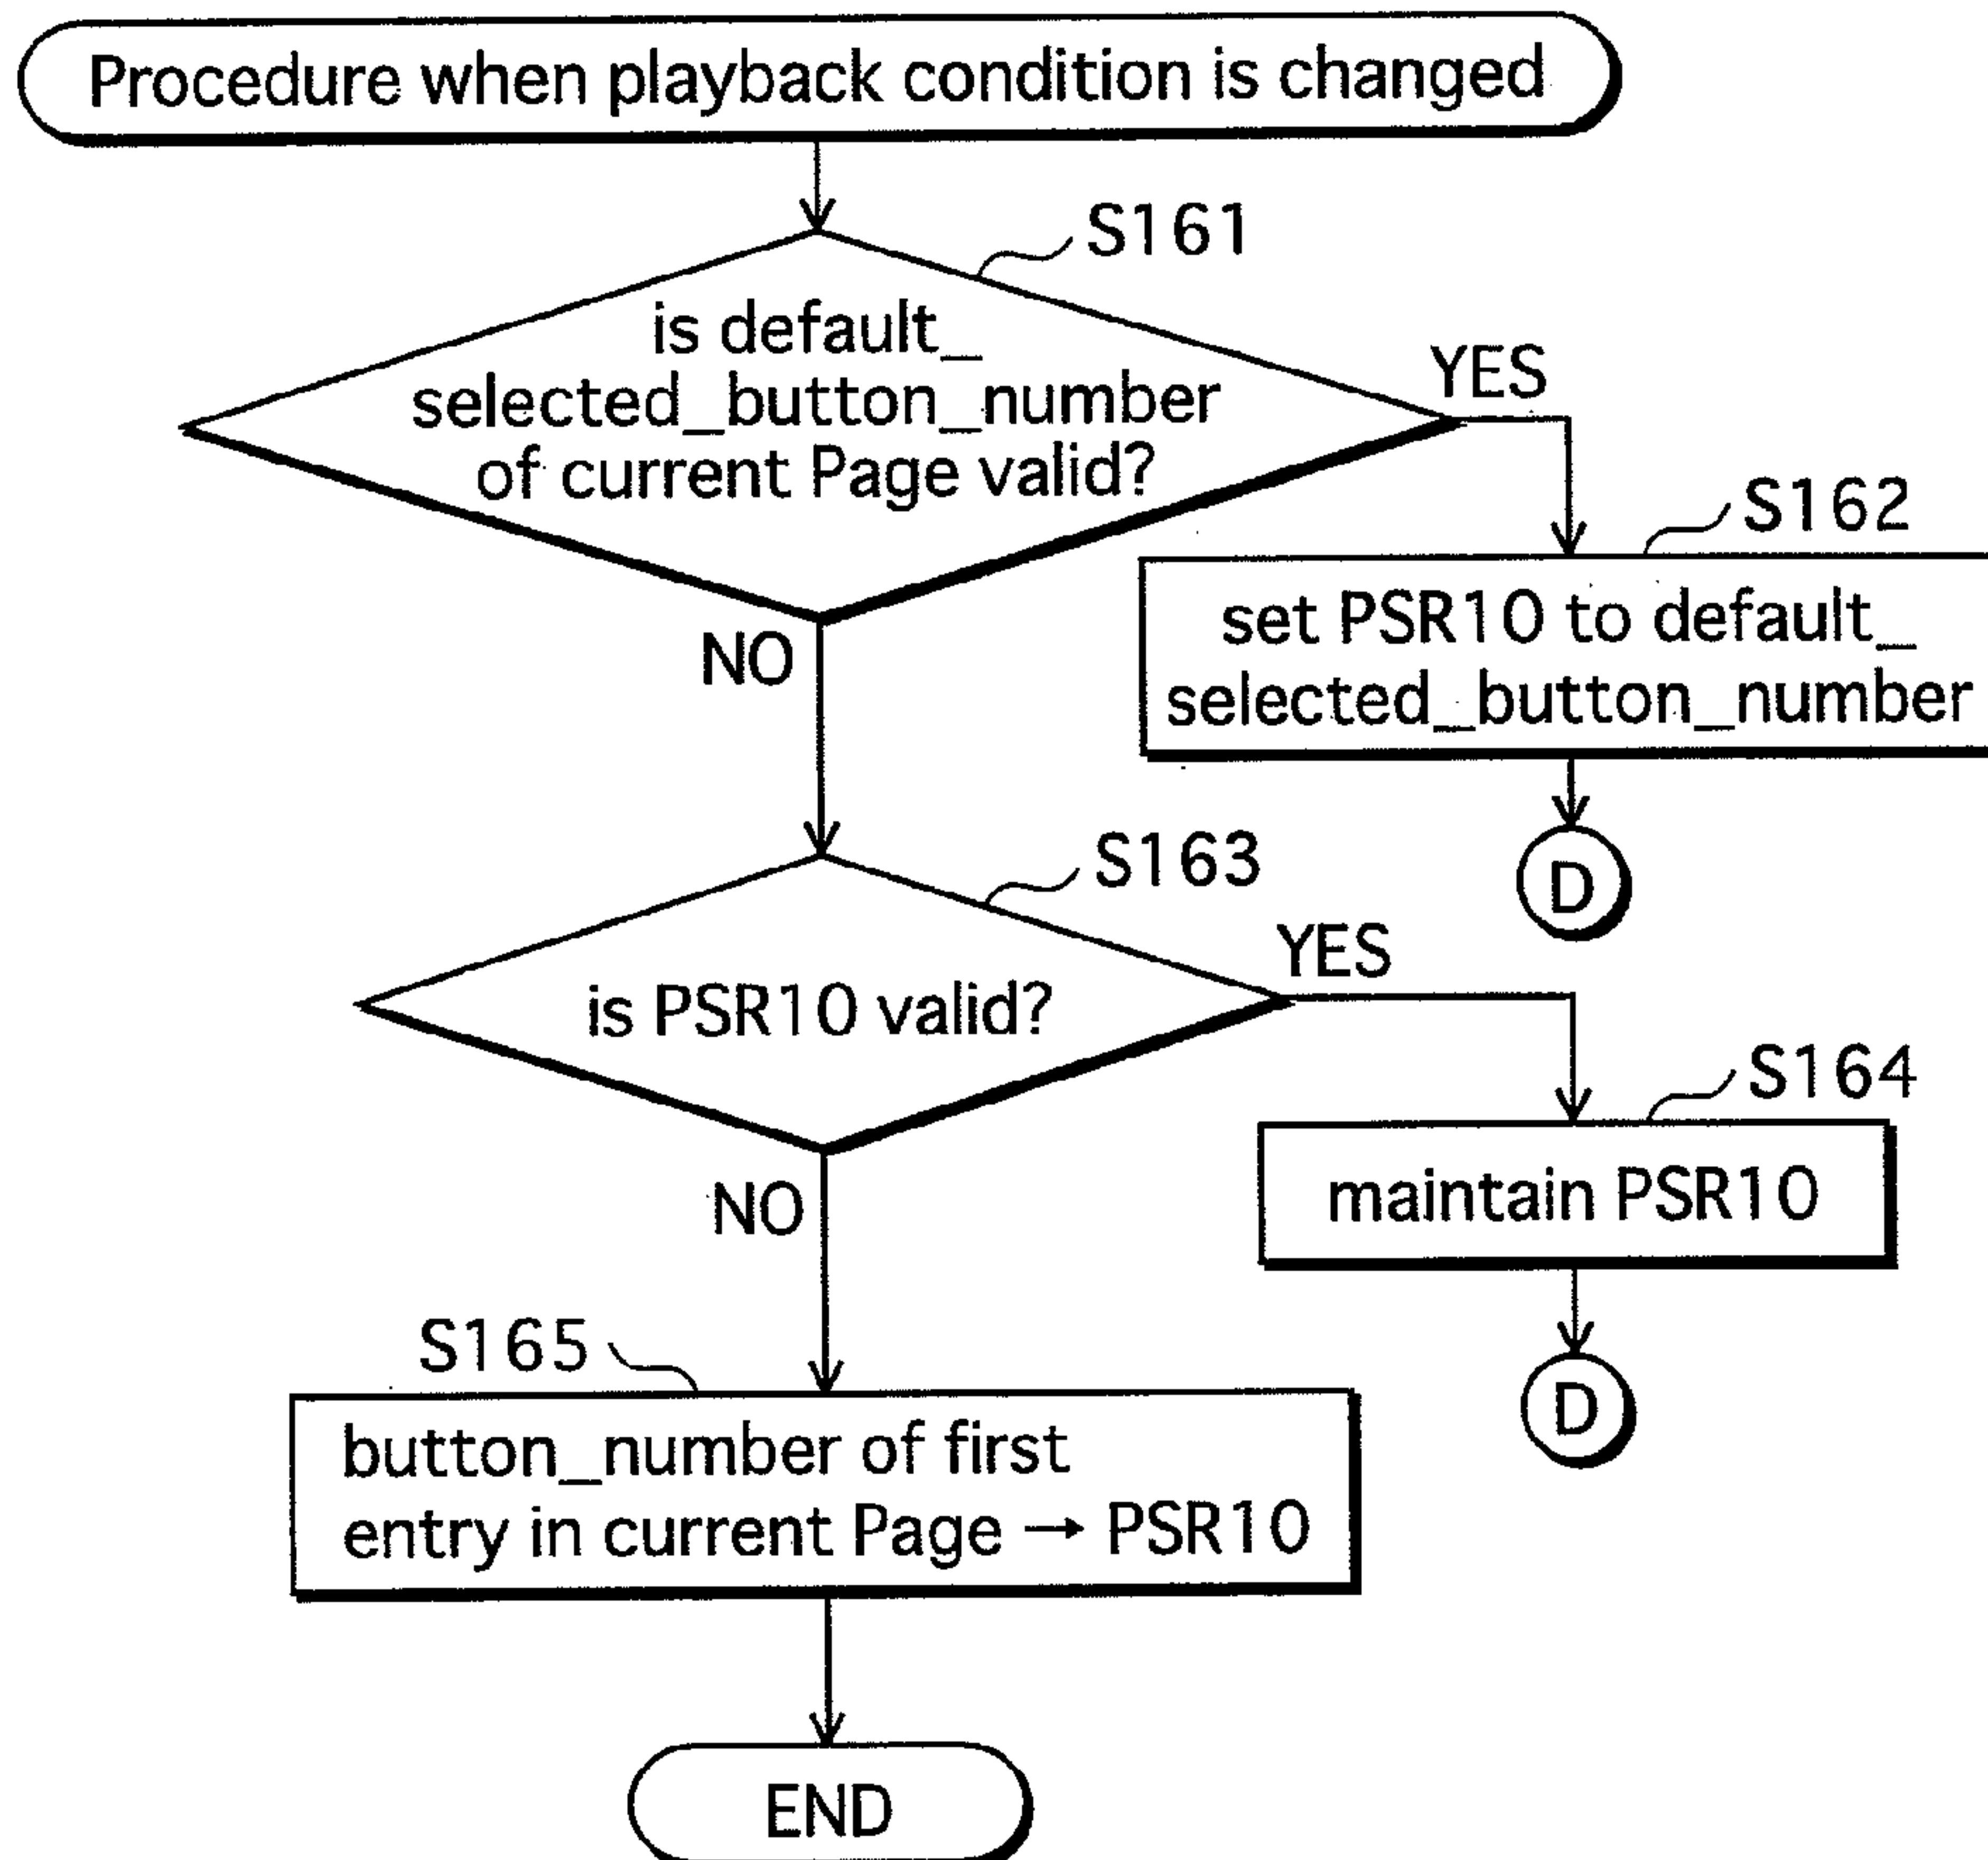 Procedure when playback condition is changed
S161
is default_
selected_button_number
of current Page valid?
YES
S162
set PSR10 to default_
selected_button_number
NO
D
S163
is PSR10 valid?
YES
S164
maintain PSR10
NO
D
S165
button_number of first
entry in current Page → PSR10
END